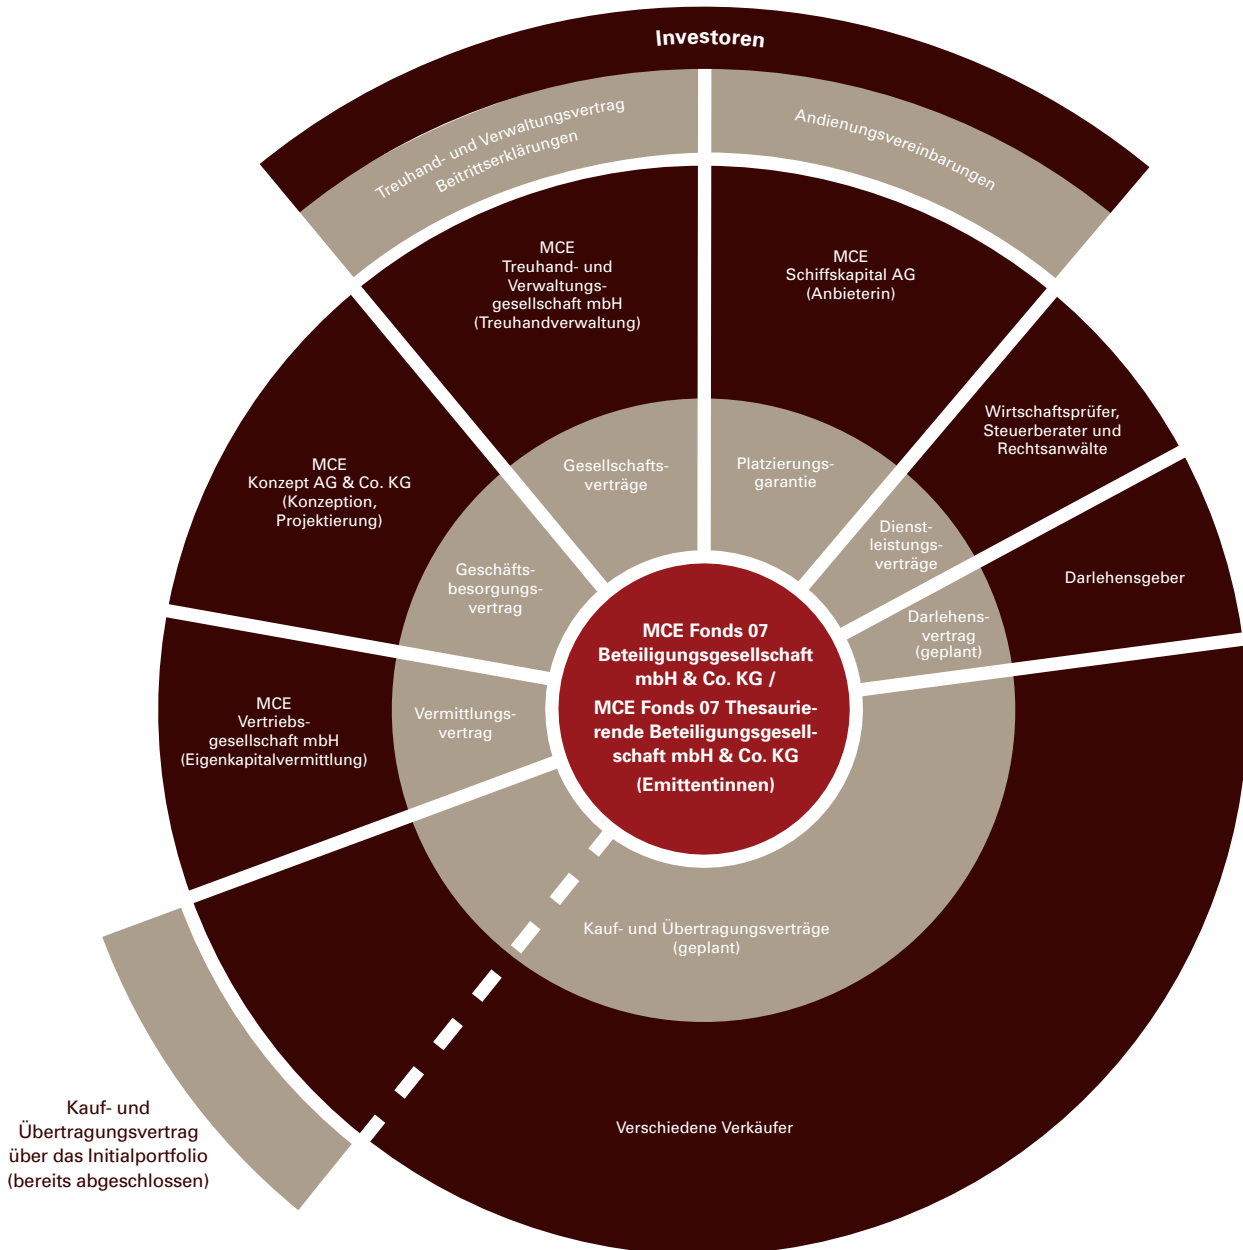 Investoren
Treuhand- und Verwaltungsvertrag
Beitrittserklärungen
Andienungsvereinbarungen
MCE
Treuhand- und
Verwaltungs-
gesellschaft mbH
(Treuhandverwaltung)
MCE
Schiffskapital AG
(Anbieterin)
Wirtschaftsprüfer,
Steuerberater und
Rechtsanwälte
MCE
Konzept AG & Co. KG
(Konzeption,
Projektierung)
Gesellschafts-
verträge
Platzierungs-
garantie
Dienst-
leistungs-
verträge
Geschäfts-
besorgungs-
vertrag
Darlehensgeber
Darlehens-
vertrag
(geplant)
MCE Fonds 07
Beteiligungsgesellschaft
mbH & Co. KG /
MCE Fonds 07 Thesaurie-
rende Beteiligungsgesell-
schaft mbH & Co. KG
(Emittentinnen)
MCE
Vertriebs-
gesellschaft mbH
(Eigenkapitalvermittlung)
Vermittlungs-
vertrag
Kauf- und Übertragungsverträge
(geplant)
Kauf- und
Übertragungsvertrag
über das Initialportfolio
(bereits abgeschlossen)
Verschiedene Verkäufer